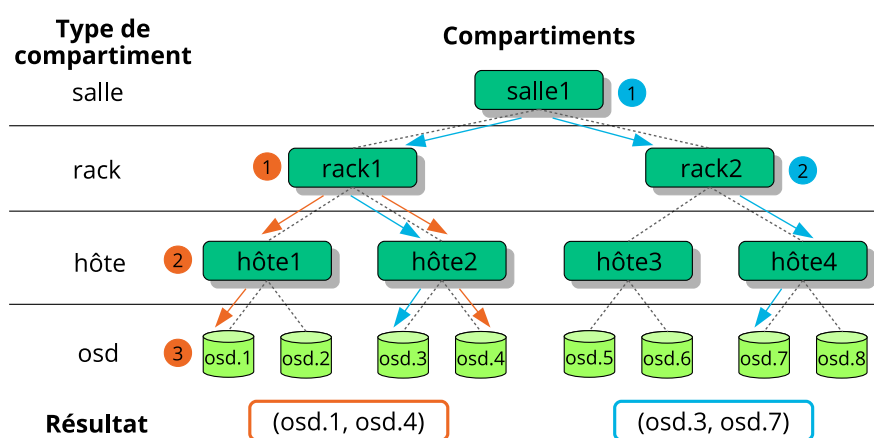 Type de
compartiment
Compartiments
salle
salle1
1
rack
1
rack1
rack2
2
hôte
2
hôte1
hôte2
hôte3
hôte4
osd
3
osd.1
osd.2
osd.3
osd.4
osd.5
osd.6
osd.7
osd.8
Résultat
(osd.1, osd.4)
(osd.3, osd.7)